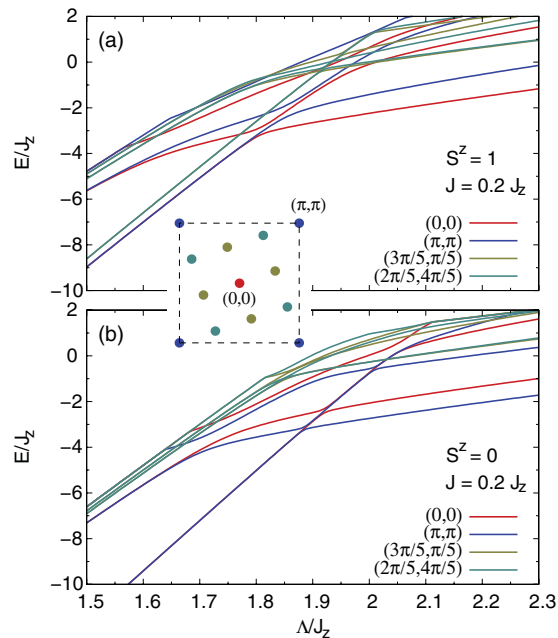 (a)
2
0
-2
-4
-6
-8
-10
E/J_z
S^z = 1
J = 0.2 J_z
(0,0)
(π,π)
(3π/5,π/5)
(2π/5,4π/5)
(π,π)
(0,0)
(b)
2
0
-2
-4
-6
-8
-10
E/J_z
S^z = 0
J = 0.2 J_z
(0,0)
(π,π)
(3π/5,π/5)
(2π/5,4π/5)
1.5 1.6 1.7 1.8 1.9 2 2.1 2.2 2.3
Λ/J_z